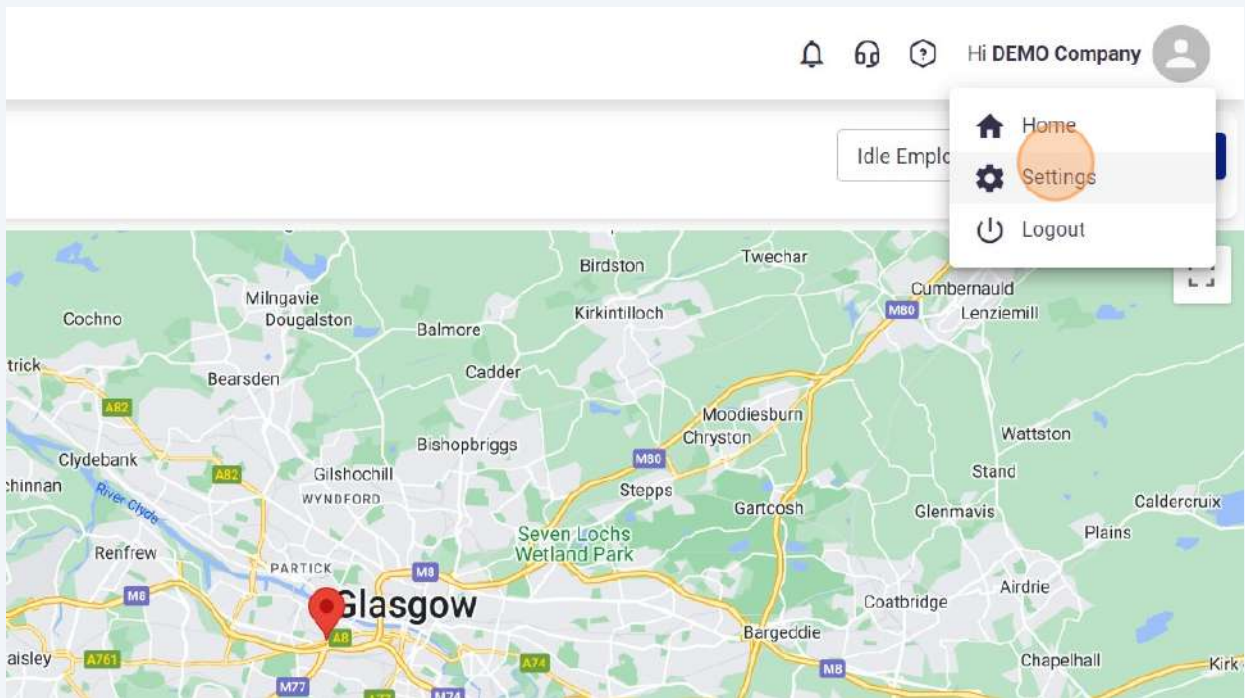 Hi DEMO Company
Home
Idle Emplo
Settings
Logout
Birdston
Twechar
Cumbernauld
Milngavie
M80
Lenziemill
Kirkintilloch
Cochno
Dougalston
Balmore
trick
Cadder
Bearsden
A82
Moodiesburn
Chryston
Wattston
Bishopbriggs
Clydebank
M80
A82
Gilshochill
Stand
chinnan
WYNDFORD
Stepps
Caldercruix
River Clyde
Gartcosh
Glenmavis
Seven Lochs
Wetland Park
Plains
Renfrew
PARTICK
M8
Airdrie
M8
Glasgow
Coatbridge
A8
Bargeddie
aisley
A761
A74
M8
Chapelhall
Kirk
M77
M74